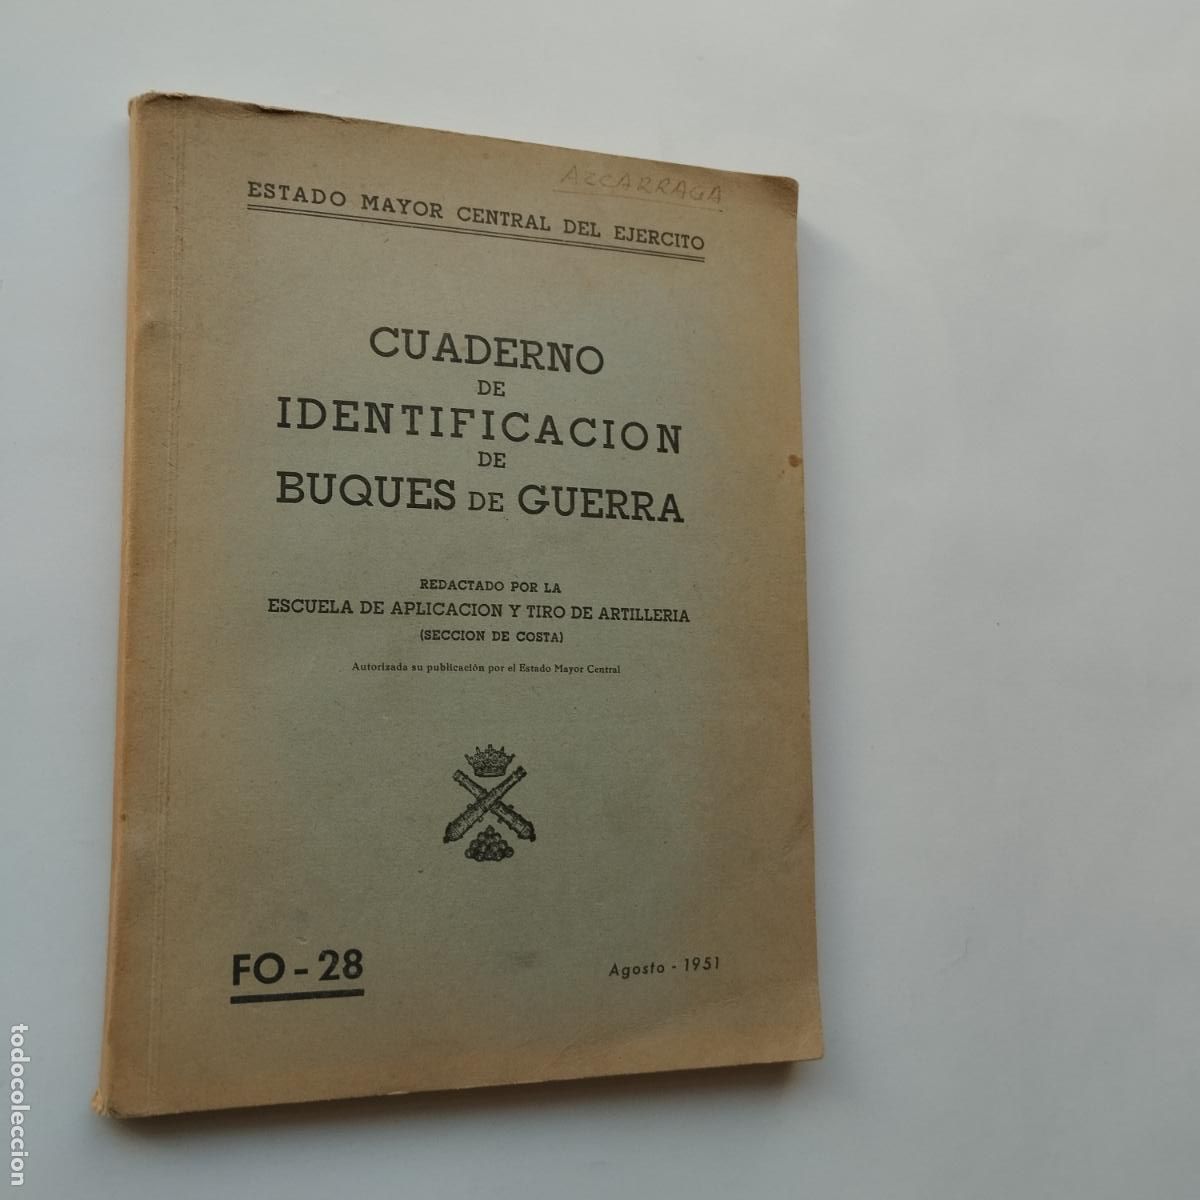 AZCARRAGA
ESTADO MAYOR CENTRAL DEL EJERCITO
CUADERNO
DE
IDENTIFICACION
DE
BUQUES DE GUERRA
REDACTADO POR LA
ESCUELA DE APLICACION Y TIRO DE ARTILLERIA
(SECCION DE COSTA)
Autorizada su publicación por el Estado Mayor Central
FO - 28
Agosto - 1951
todocoleccion